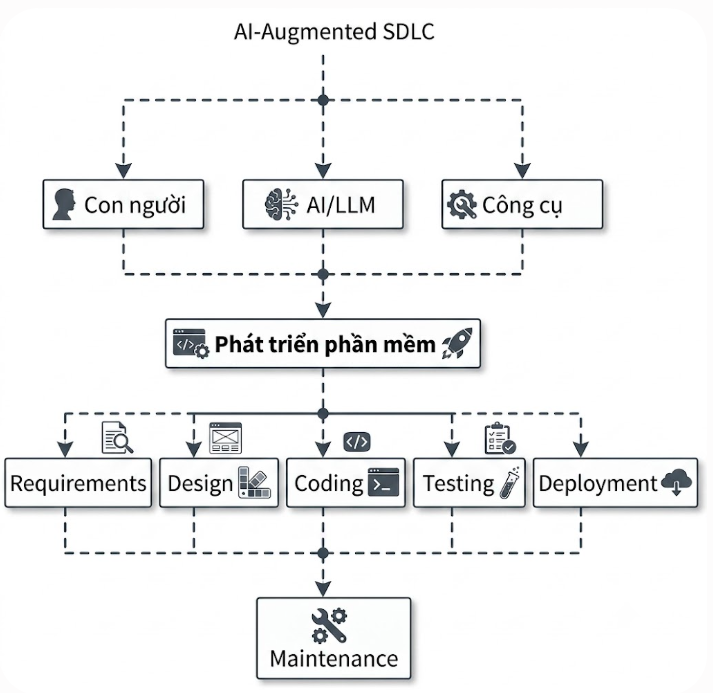 AI-Augmented SDLC
Con người
AI/LLM
Công cụ
</>
Phát triển phần mềm
</>
Requirements
Design
Coding
>_
Testing
Deployment
Maintenance